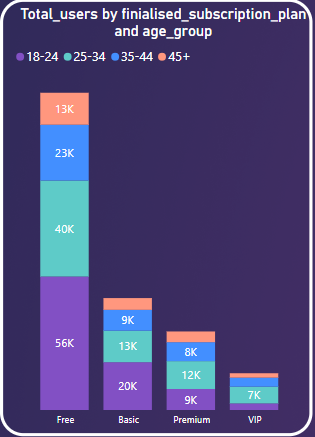 Total_users by finialised_subscription_plan
and age_group
18-24 25-34 35-44 45+
13K
23K
40K
56K
9K
13K
20K
8K
12K
9K
7K
Free Basic Premium VIP